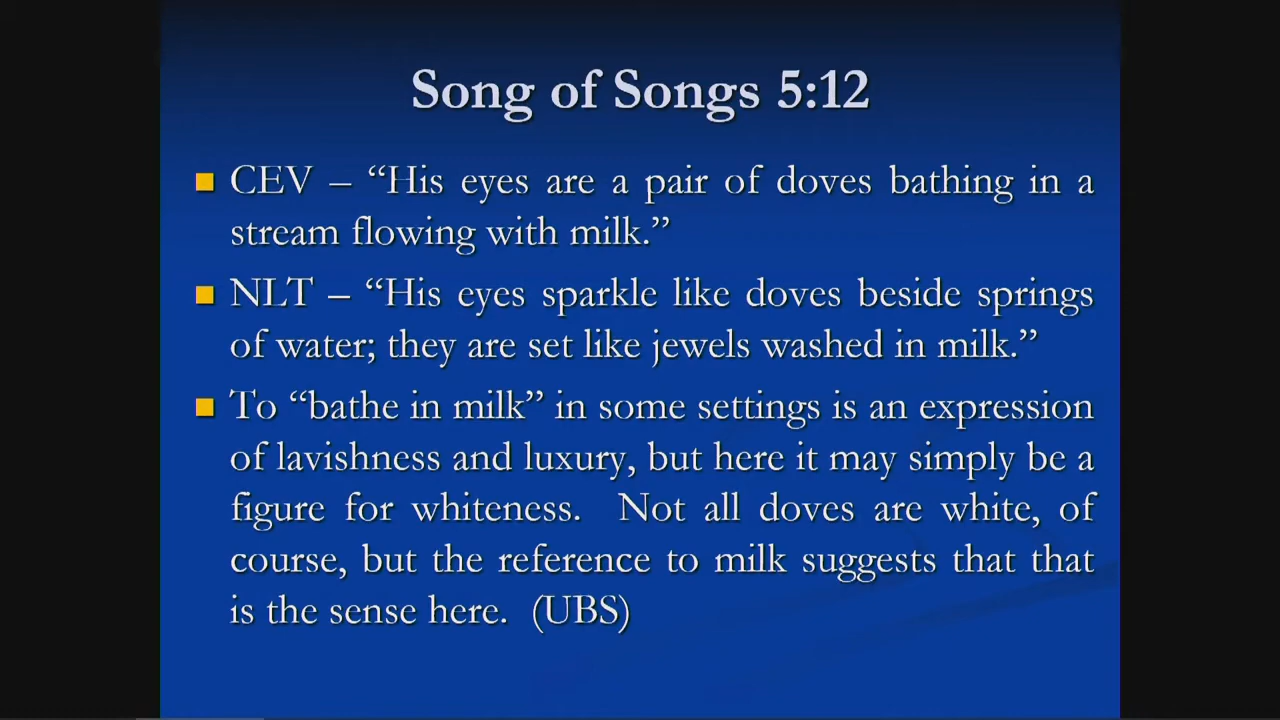 Song of Songs 5:12
CEV – “His eyes are a pair of doves bathing in a
stream flowing with milk.”
NLT – “His eyes sparkle like doves beside springs
of water; they are set like jewels washed in milk.”
To “bathe in milk” in some settings is an expression
of lavishness and luxury, but here it may simply be a
figure for whiteness.  Not all doves are white, of
course, but the reference to milk suggests that that
is the sense here.  (UBS)